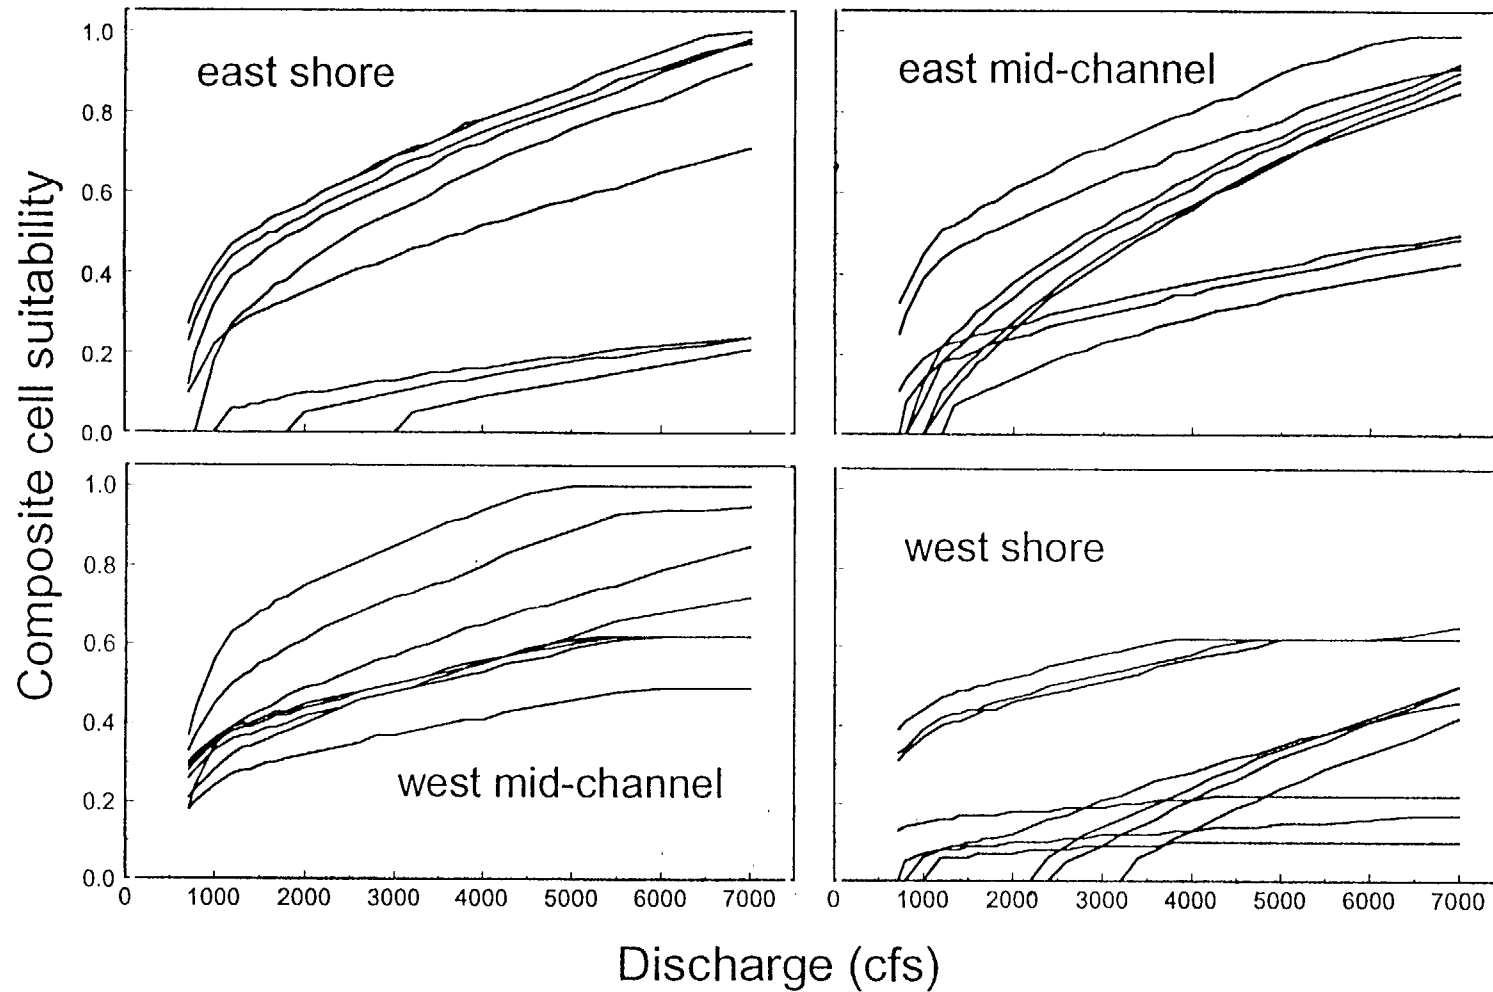 Composite cell suitability
1.0
0.8
0.6
0.4
0.2
0.0
east shore
east mid-channel
1.0
0.8
0.6
0.4
0.2
0.0
west mid-channel
west shore
0 1000 2000 3000 4000 5000 6000 7000
0 1000 2000 3000 4000 5000 6000 7000
Discharge (cfs)